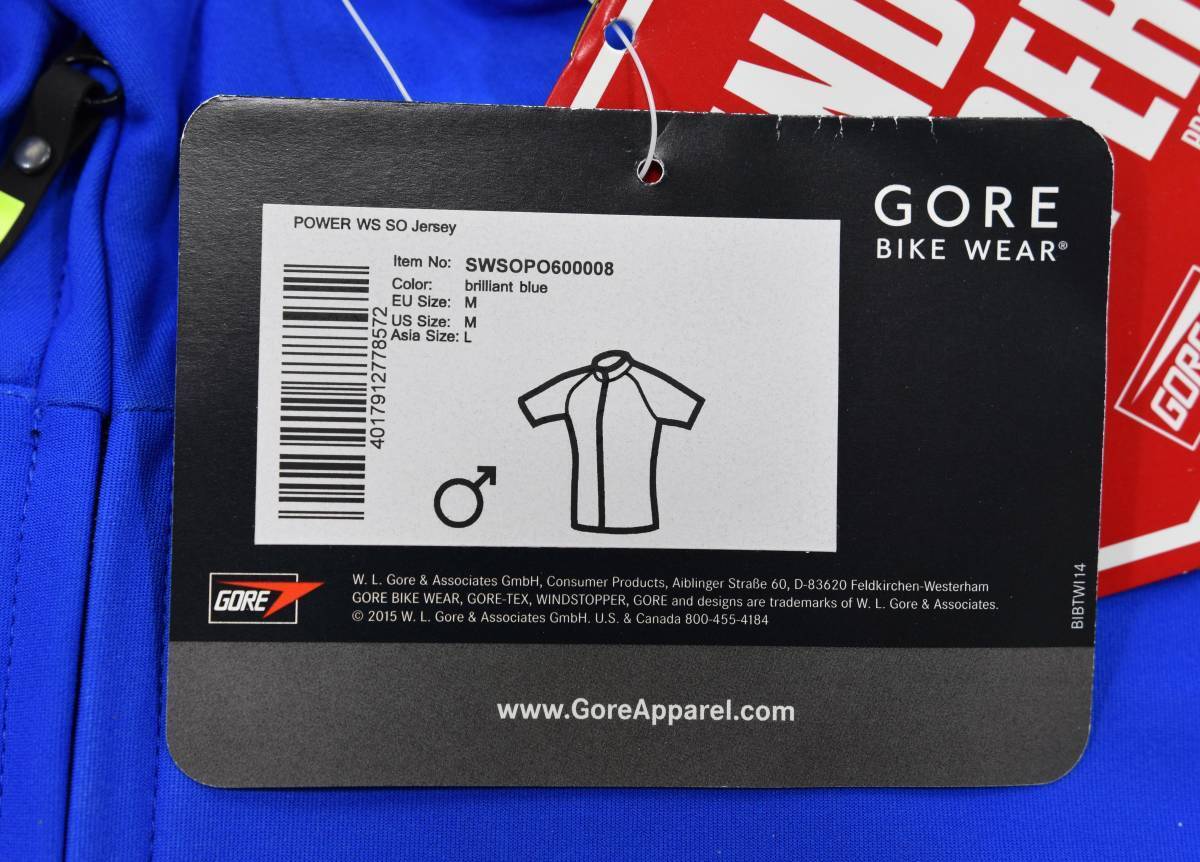 GORE
BIKE WEAR®
POWER WS SO Jersey
Item No: SWSOPO600008
Color: brilliant blue
EU Size: M
US Size: M
Asia Size: L
4017912778572
GORE
W. L. Gore & Associates GmbH, Consumer Products, Aiblinger Straße 60, D-83620 Feldkirchen-Westerham
GORE BIKE WEAR, GORE-TEX, WINDSTOPPER, GORE and designs are trademarks of W. L. Gore & Associates.
© 2015 W. L. Gore & Associates GmbH. U.S. & Canada 800-455-4184
BIBTWI14
www.GoreApparel.com
GORE